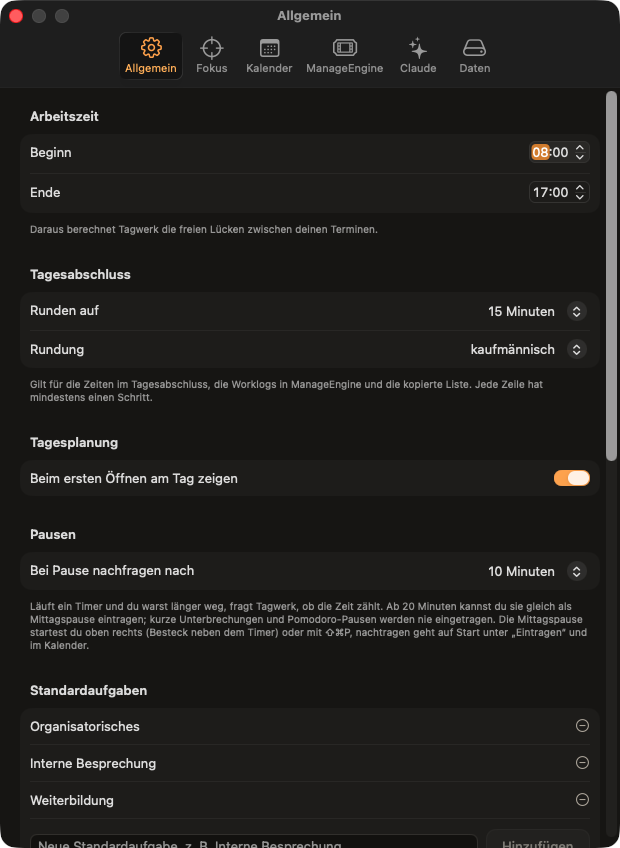 Allgemein
Allgemein
Fokus
Kalender
ManageEngine
Claude
Daten
Arbeitszeit
Beginn
08:00
Ende
17:00
Daraus berechnet Tagwerk die freien Lücken zwischen deinen Terminen.
Tagesabschluss
Runden auf
15 Minuten
Rundung
kaufmännisch
Gilt für die Zeiten im Tagesabschluss, die Worklogs in ManageEngine und die kopierte Liste. Jede Zeile hat
mindestens einen Schritt.
Tagesplanung
Beim ersten Öffnen am Tag zeigen
Pausen
Bei Pause nachfragen nach
10 Minuten
Läuft ein Timer und du warst länger weg, fragt Tagwerk, ob die Zeit zählt. Ab 20 Minuten kannst du sie gleich als
Mittagspause eintragen; kurze Unterbrechungen und Pomodoro-Pausen werden nie eingetragen. Die Mittagspause
startest du oben rechts (Besteck neben dem Timer) oder mit ⇧⌘P, nachtragen geht auf Start unter „Eintragen“ und
im Kalender.
Standardaufgaben
Organisatorisches
Interne Besprechung
Weiterbildung
Neue Standardaufgabe, z. B. Interne Besprechung
Hinzufügen